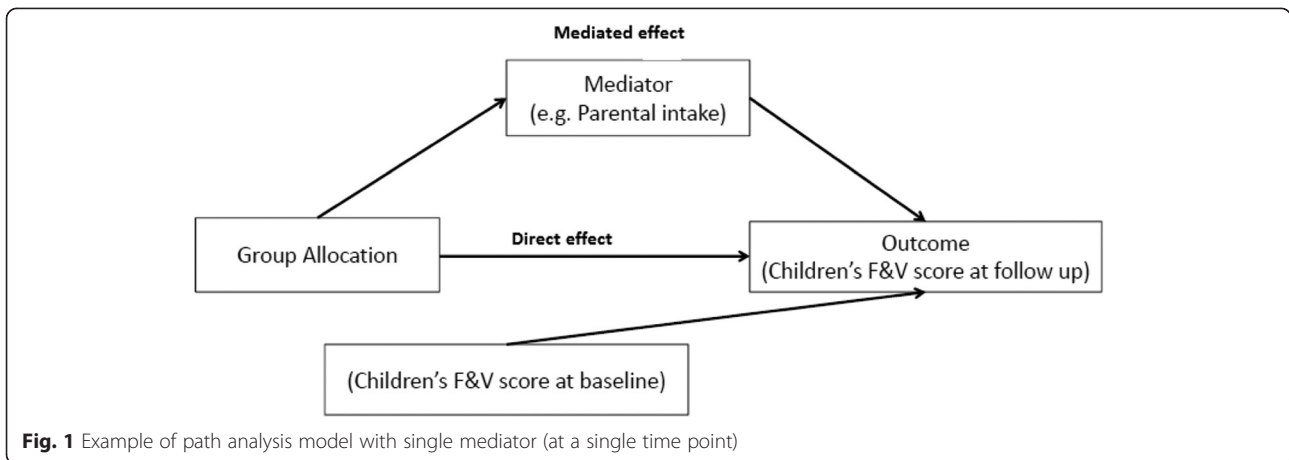 Mediated effect
Mediator
(e.g. Parental intake)
Group Allocation
Direct effect
Outcome
(Children's F&V score at follow up)
(Children's F&V score at baseline)
Fig. 1 Example of path analysis model with single mediator (at a single time point)